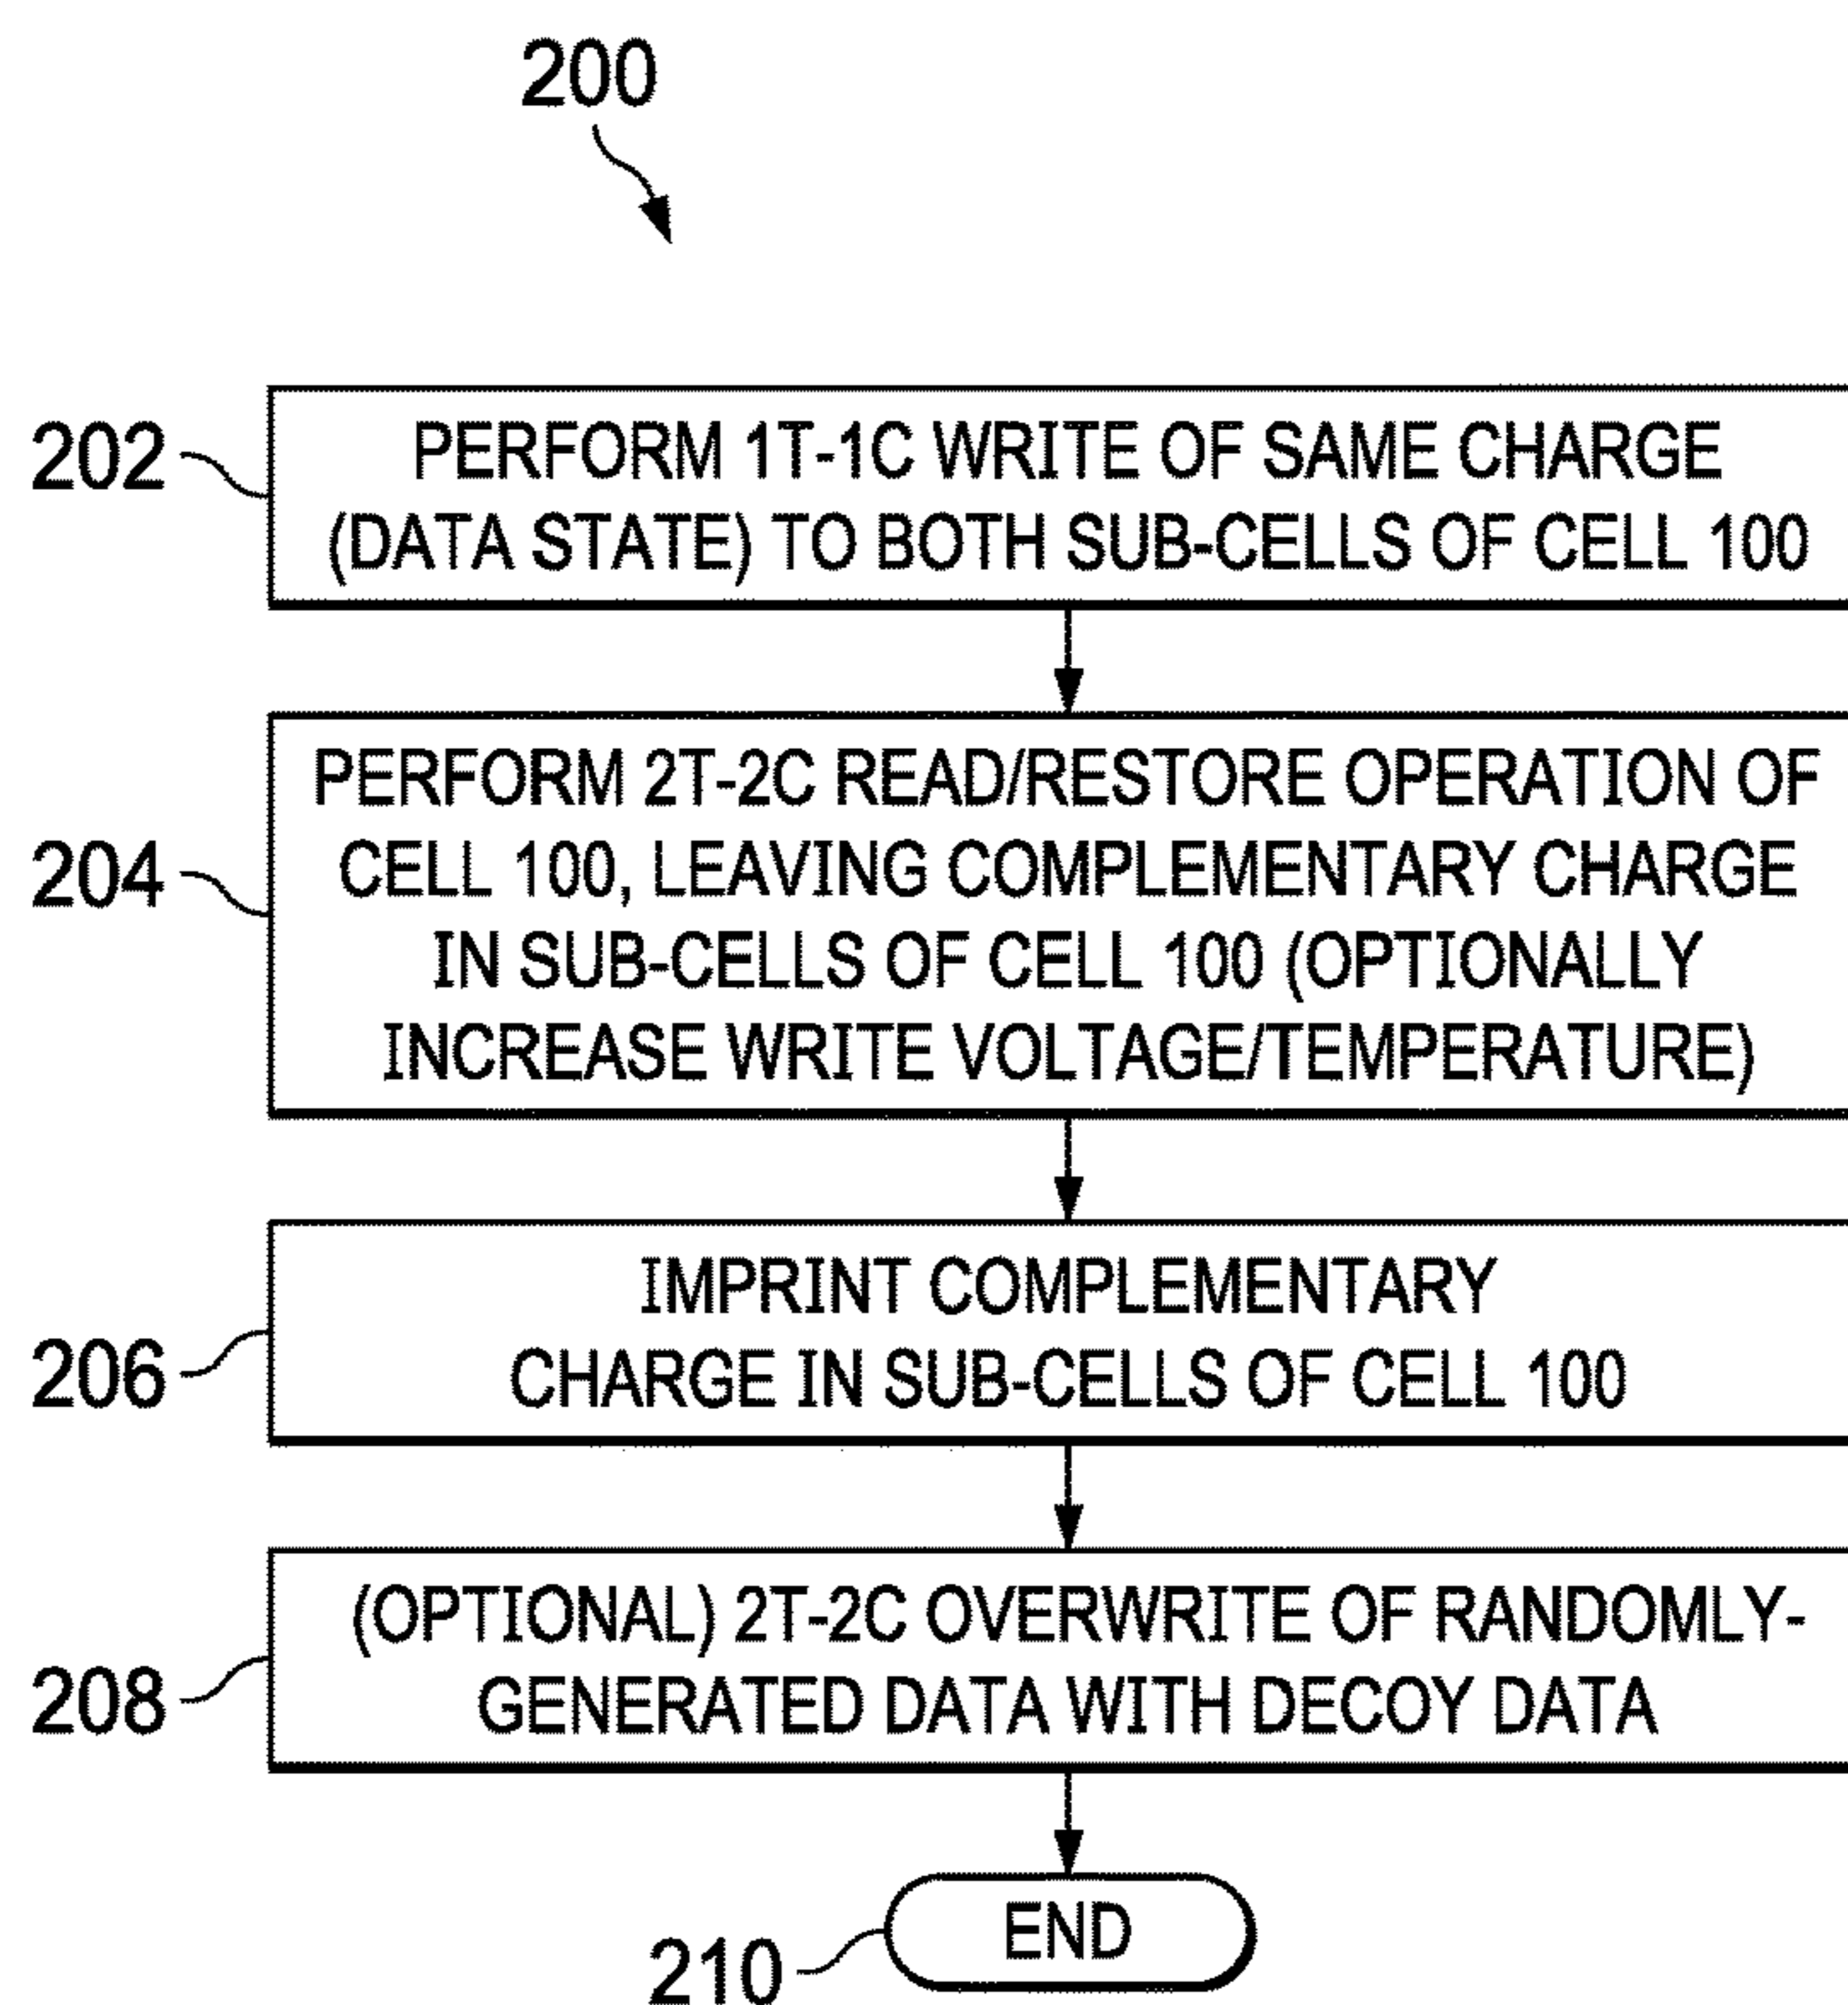 200
202
PERFORM 1T-1C WRITE OF SAME CHARGE
(DATA STATE) TO BOTH SUB-CELLS OF CELL 100
204
PERFORM 2T-2C READ/RESTORE OPERATION OF
CELL 100, LEAVING COMPLEMENTARY CHARGE
IN SUB-CELLS OF CELL 100 (OPTIONALLY
INCREASE WRITE VOLTAGE/TEMPERATURE)
206
IMPRINT COMPLEMENTARY
CHARGE IN SUB-CELLS OF CELL 100
208
(OPTIONAL) 2T-2C OVERWRITE OF RANDOMLY-
GENERATED DATA WITH DECOY DATA
210
END